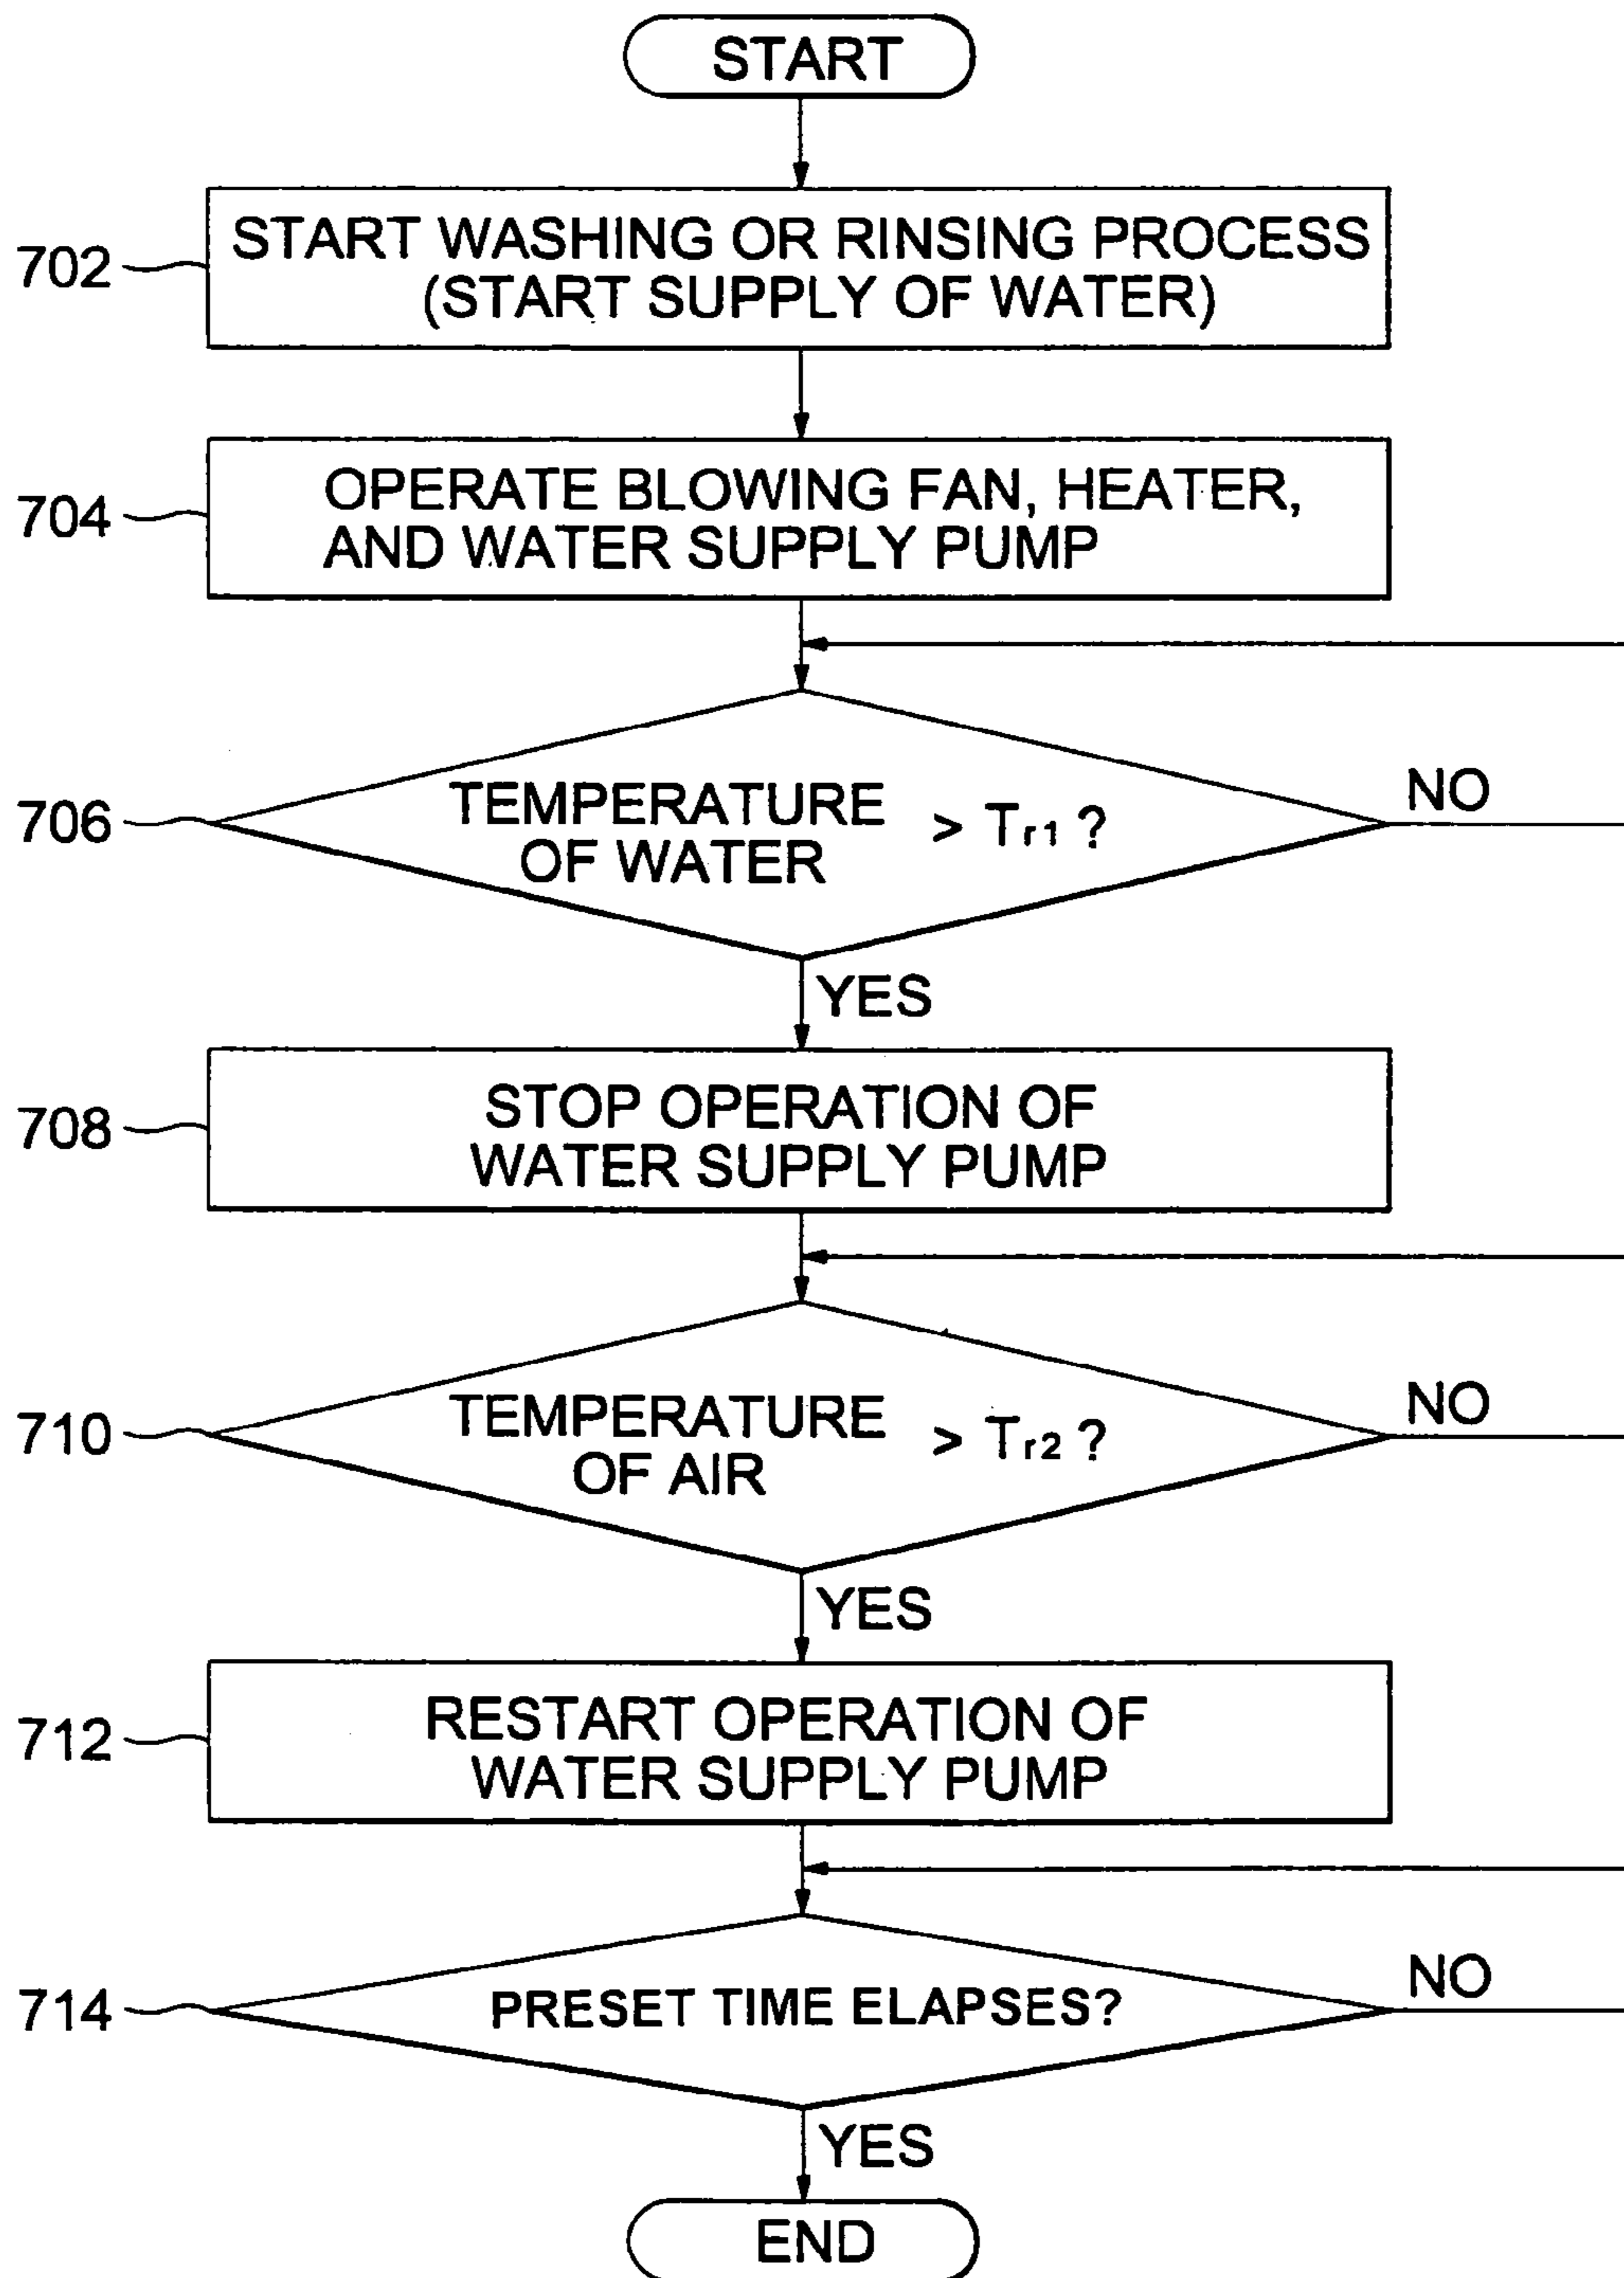 START
702
START WASHING OR RINSING PROCESS
(START SUPPLY OF WATER)
704
OPERATE BLOWING FAN, HEATER,
AND WATER SUPPLY PUMP
706
TEMPERATURE
OF WATER
> Tr1 ?
NO
YES
708
STOP OPERATION OF
WATER SUPPLY PUMP
710
TEMPERATURE
OF AIR
> Tr2 ?
NO
YES
712
RESTART OPERATION OF
WATER SUPPLY PUMP
714
PRESET TIME ELAPSES?
NO
YES
END